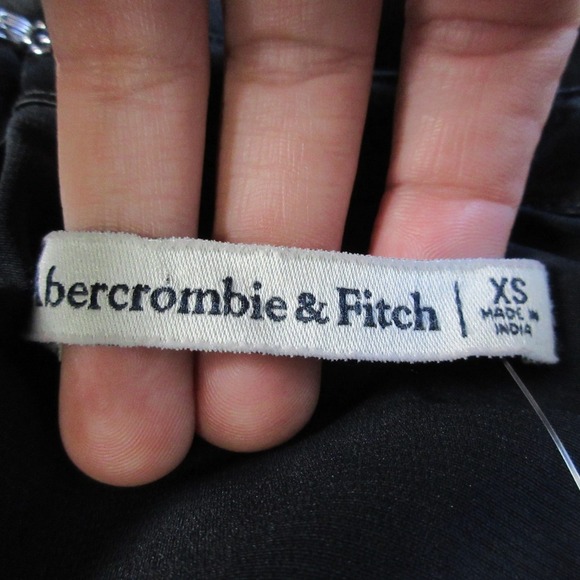 Abercrombie & Fitch | XS
MADE IN
INDIA